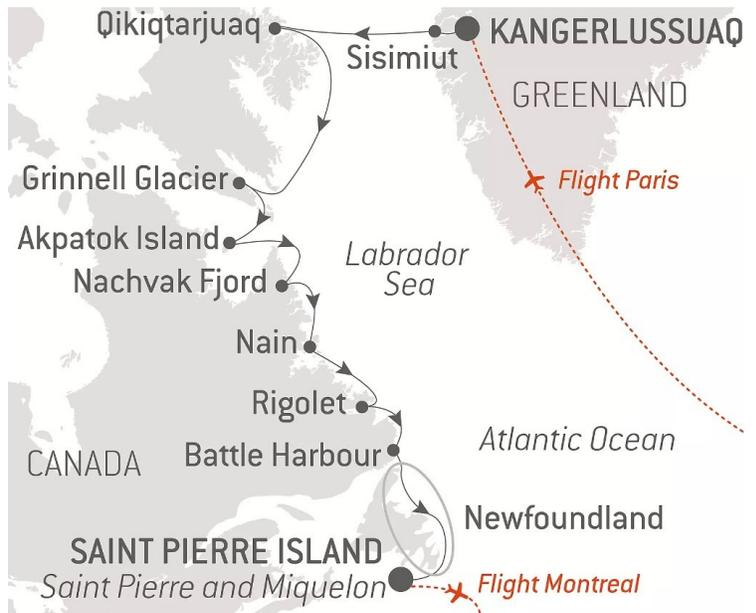 Qikiqtarjuaq
KANGERLUSSUAQ
Sisimiut
GREENLAND
Grinnell Glacier
Flight Paris
Akpatok Island
Labrador
Sea
Nachvak Fjord
Nain
Rigolet
Atlantic Ocean
Battle Harbour
CANADA
Newfoundland
SAINT PIERRE ISLAND
Saint Pierre and Miquelon
Flight Montreal